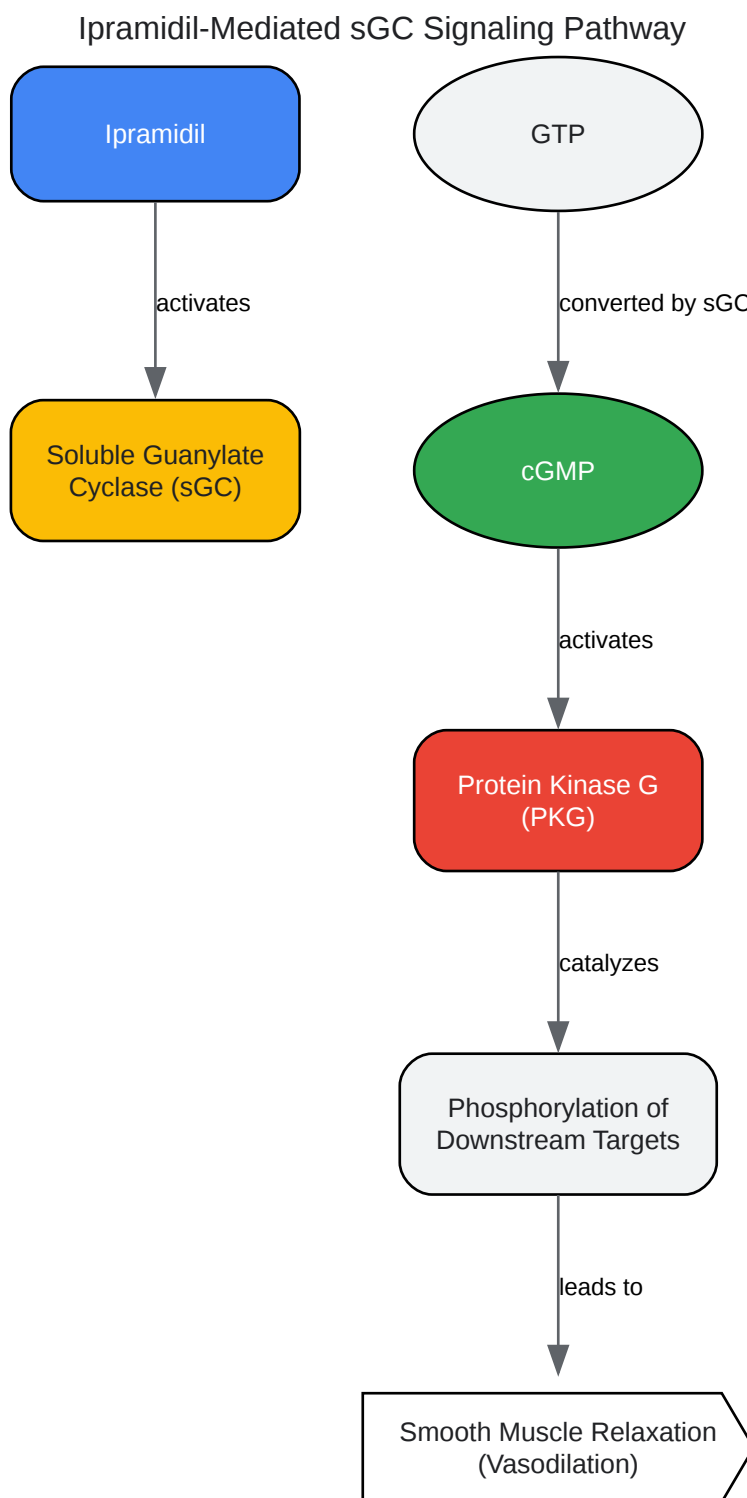 Ipramidil-Mediated sGC Signaling Pathway
Ipramidil
GTP
activates
converted by sGC
Soluble Guanylate
Cyclase (sGC)
cGMP
activates
Protein Kinase G
(PKG)
catalyzes
Phosphorylation of
Downstream Targets
leads to
Smooth Muscle Relaxation
(Vasodilation)